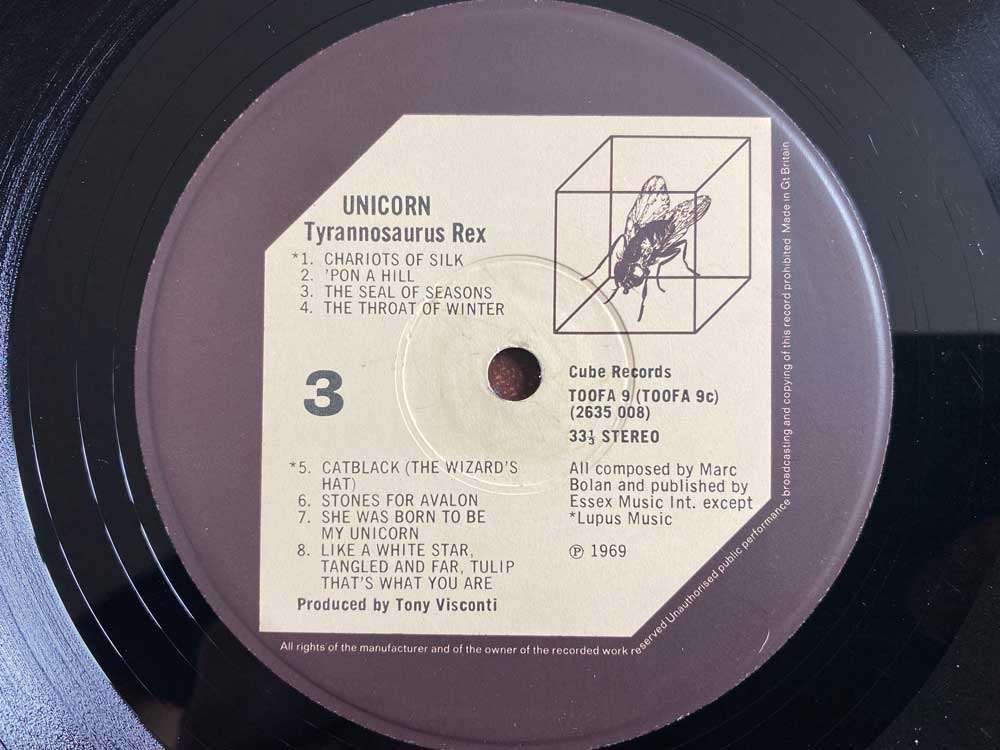 UNICORN
Tyrannosaurus Rex
*1. CHARIOTS OF SILK
2. 'PON A HILL
3. THE SEAL OF SEASONS
4. THE THROAT OF WINTER
3
Cube Records
TOOFA 9 (TOOFA 9c)
(2635 008)
33⅓ STEREO
*5. CATBLACK (THE WIZARD'S
HAT)
6. STONES FOR AVALON
7. SHE WAS BORN TO BE
MY UNICORN
8. LIKE A WHITE STAR,
TANGLED AND FAR, TULIP
THAT'S WHAT YOU ARE
Produced by Tony Visconti
All composed by Marc
Bolan and published by
Essex Music Int. except
*Lupus Music
℗ 1969
All rights of the manufacturer and of the owner of the recorded work reserved Unauthorised public performance broadcasting and copying of this record prohibited Made in Gt Britain